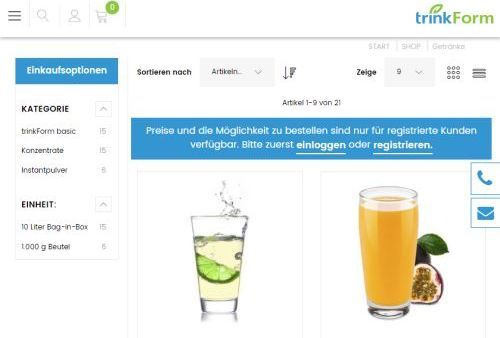 0
trinkForm
START | SHOP | Getränke
Einkaufsoptionen
Sortieren nach
Artikeln...
Zeige
9
KATEGORIE
trinkForm basic 15
Konzentrate 15
Instantpulver 6
EINHEIT:
10 Liter Bag-in-Box 15
1.000 g Beutel 6
Artikel 1-9 von 21
Preise und die Möglichkeit zu bestellen sind nur für registrierte Kunden
verfügbar. Bitte zuerst einloggen oder registrieren.